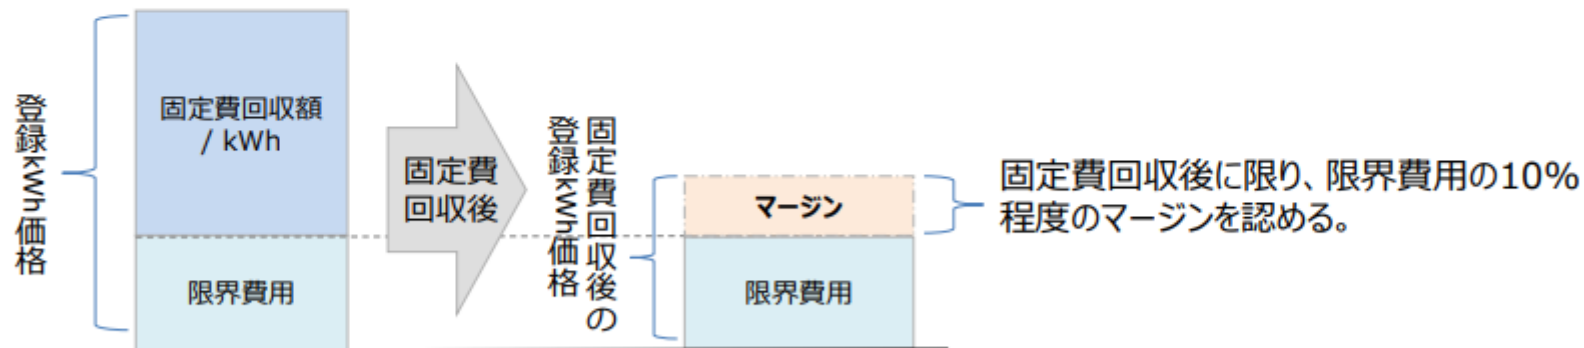 登録kWh価格
固定費回収額
/ kWh
限界費用
固定費
回収後
固定費回収後の
登録kWh価格
マージン
限界費用
固定費回収後に限り、限界費用の10%
程度のマージンを認める。